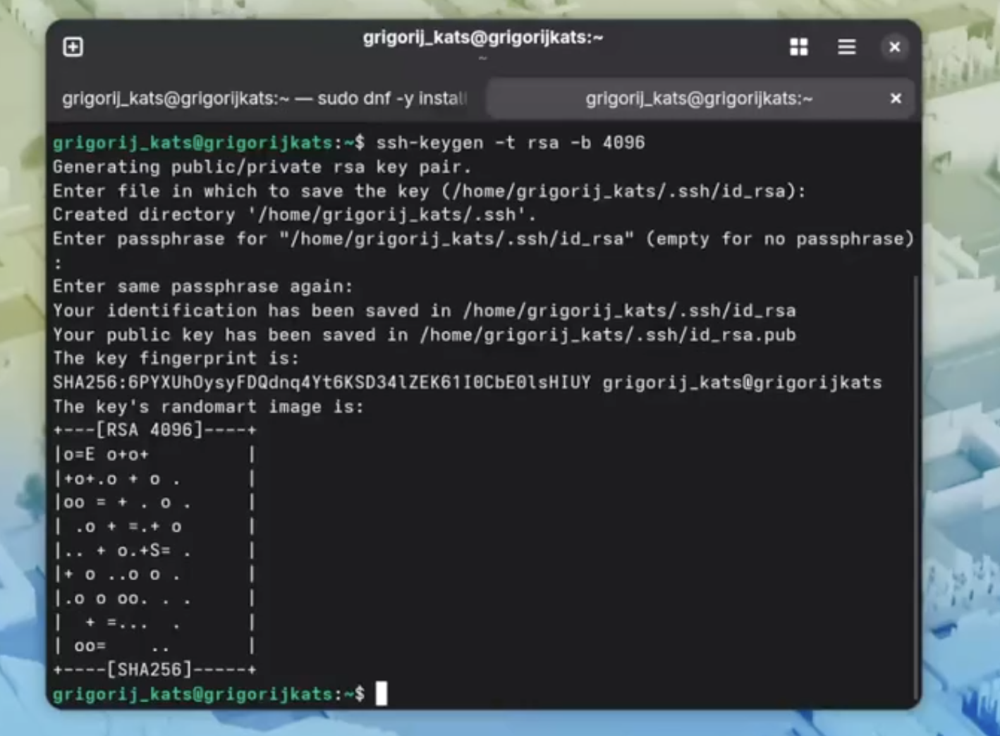 grigorij_kats@grigorijkats:~
~
grigorij_kats@grigorijkats:~ — sudo dnf -y install
grigorij_kats@grigorijkats:~
grigorij_kats@grigorijkats:~$ ssh-keygen -t rsa -b 4096
Generating public/private rsa key pair.
Enter file in which to save the key (/home/grigorij_kats/.ssh/id_rsa):
Created directory '/home/grigorij_kats/.ssh'.
Enter passphrase for "/home/grigorij_kats/.ssh/id_rsa" (empty for no passphrase)
:
Enter same passphrase again:
Your identification has been saved in /home/grigorij_kats/.ssh/id_rsa
Your public key has been saved in /home/grigorij_kats/.ssh/id_rsa.pub
The key fingerprint is:
SHA256:6PYXUhOysyFDQdnq4Yt6KSD34lZEK61I0CbE0lsHIUY grigorij_kats@grigorijkats
The key's randomart image is:
+---[RSA 4096]----+
|o=E o+o+         |
|+o+.o + o .      |
|oo = + . o .     |
| .o + =.+ o      |
|.. + o.+S= .     |
|+ o ..o o .      |
|.o o oo. . .     |
|  + =...  .      |
| oo=    ..       |
+----[SHA256]-----+
grigorij_kats@grigorijkats:~$